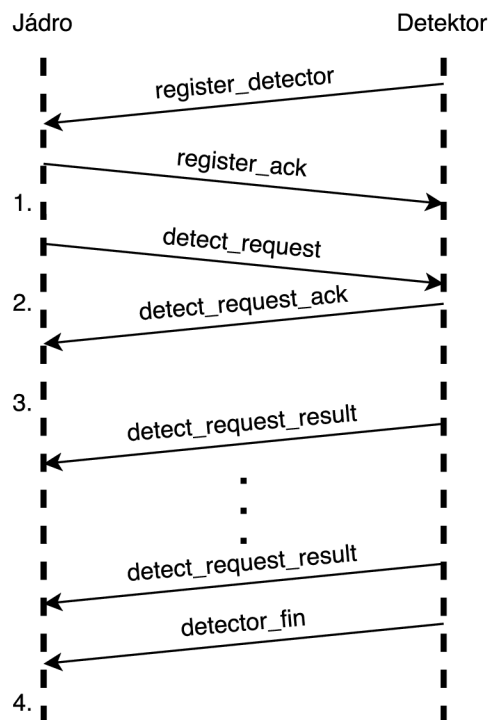 Jádro
Detektor
register_detector
register_ack
1.
detect_request
2.
detect_request_ack
3.
detect_request_result
detect_request_result
detector_fin
4.